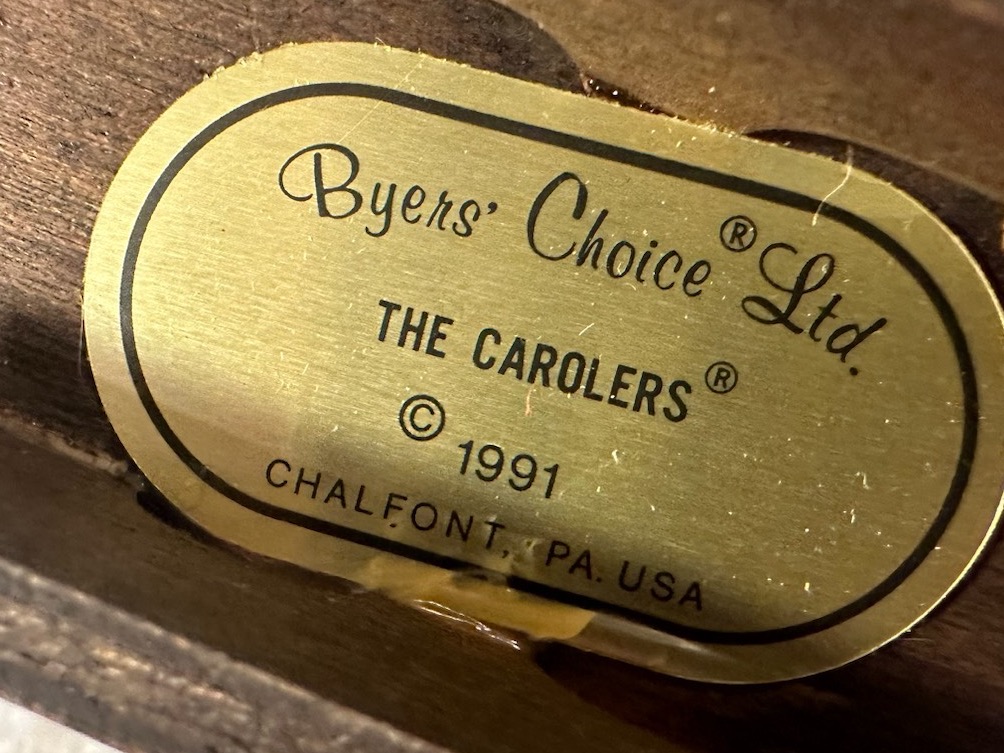 Byers' Choice® Ltd.
THE CAROLERS®
© 1991
CHALFONT, PA. USA